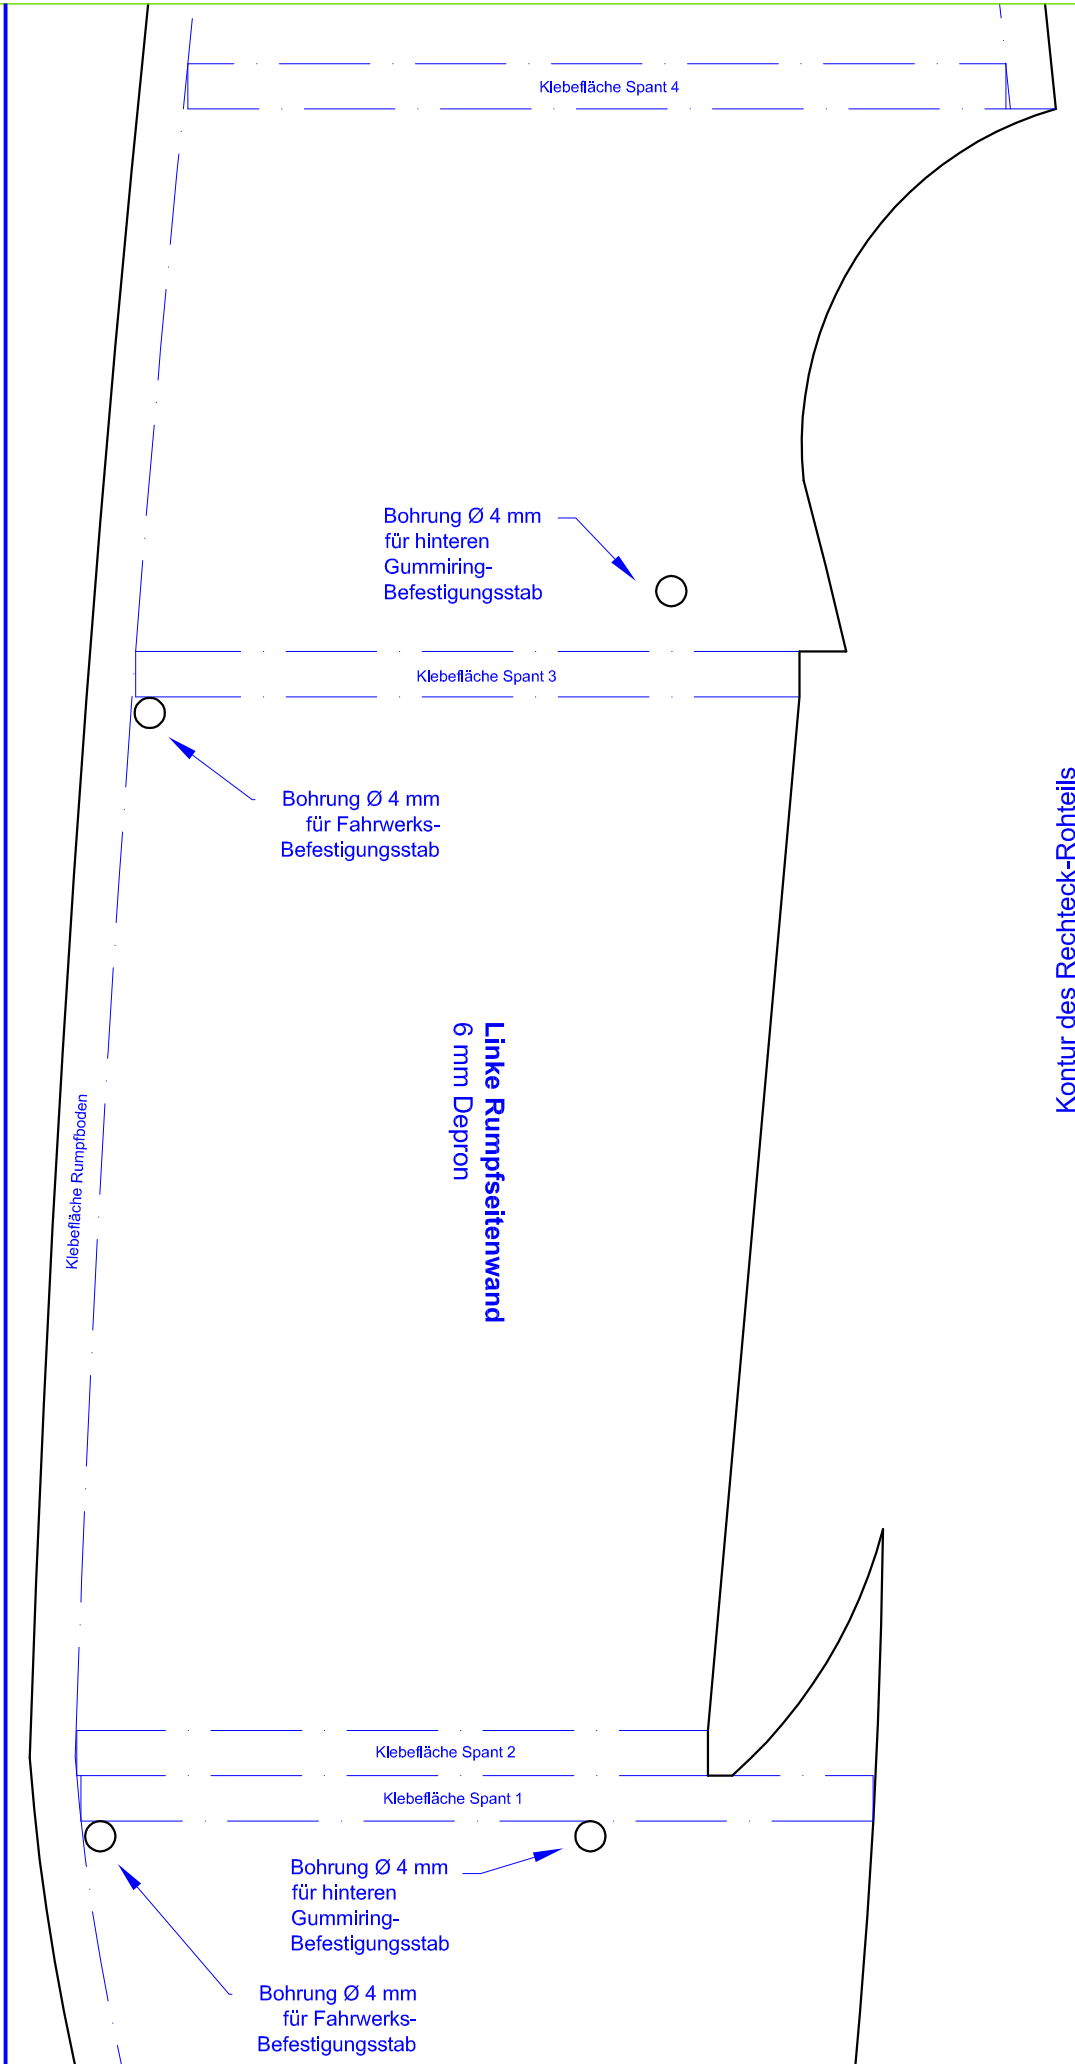 Klebefläche Spant 4
Bohrung Ø 4 mm
für hinteren
Gummiring-
Befestigungsstab
Klebefläche Spant 3
Bohrung Ø 4 mm
für Fahrwerks-
Befestigungsstab
Kontur des Rechteck-Rohteils
Linke Rumpfseitenwand
6 mm Depron
Klebefläche Rumpfboden
Klebefläche Spant 2
Klebefläche Spant 1
Bohrung Ø 4 mm
für hinteren
Gummiring-
Befestigungsstab
Bohrung Ø 4 mm
für Fahrwerks-
Befestigungsstab